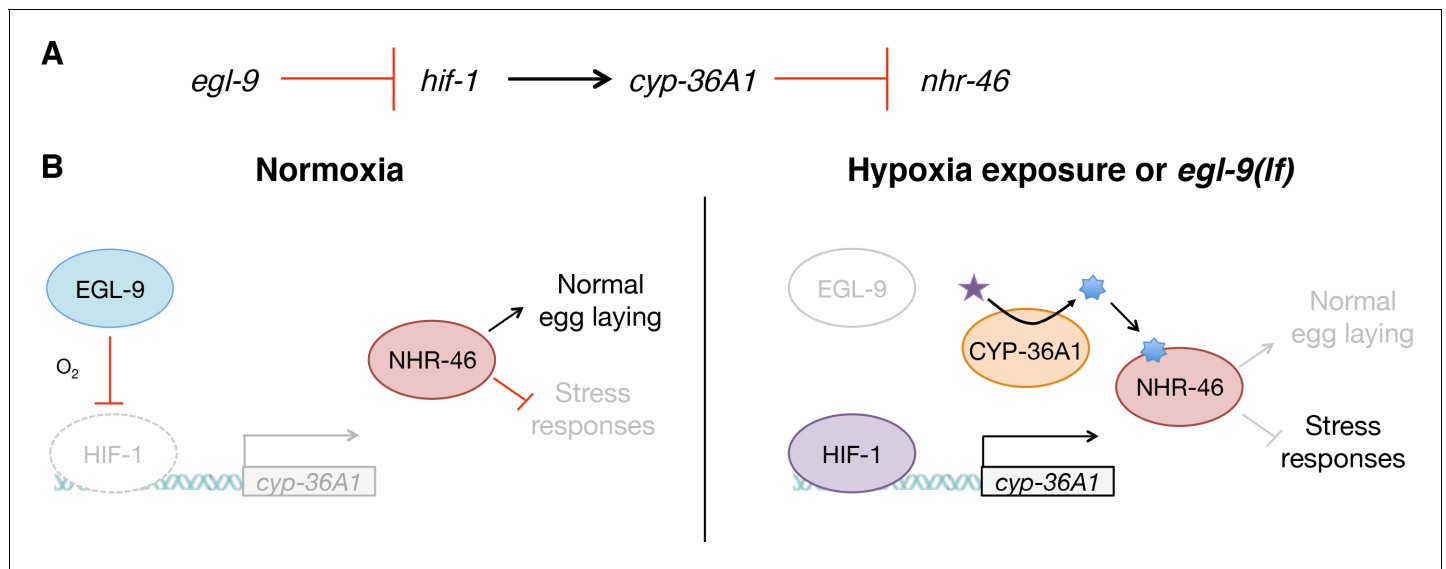 A
egl-9 hif-1 cyp-36A1 nhr-46
B
Normoxia
EGL-9
O2
HIF-1
cyp-36A1
NHR-46
Normal
egg laying
Stress
responses
Hypoxia exposure or egl-9(lf)
EGL-9
CYP-36A1
NHR-46
Normal
egg laying
Stress
responses
HIF-1
cyp-36A1